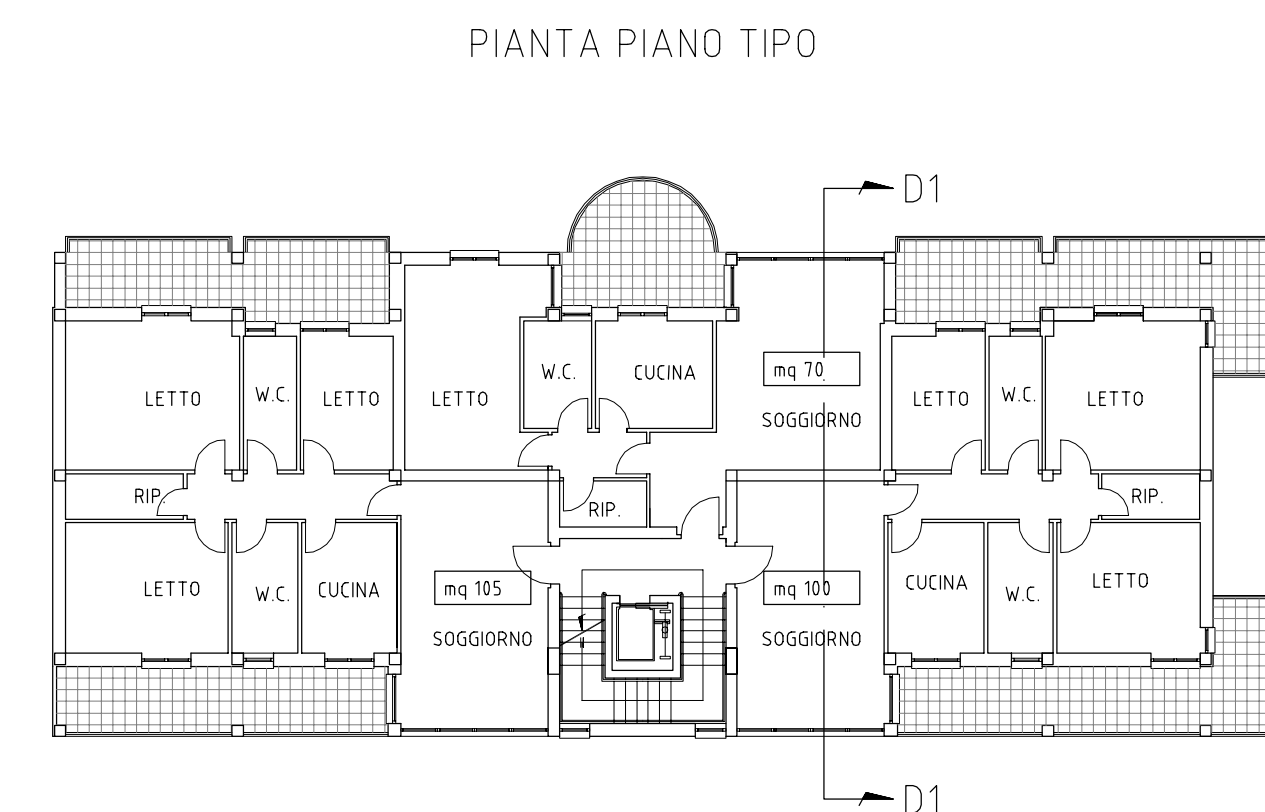 PIANTA PIANO TIPO
D1
mq 70
W.C. CUCINA
LETTO W.C. LETTO LETTO SOGGIORNO LETTO W.C. LETTO
RIP. RIP. RIP.
LETTO W.C. CUCINA mq 105 mq 100 CUCINA W.C. LETTO
SOGGIORNO SOGGIORNO
D1